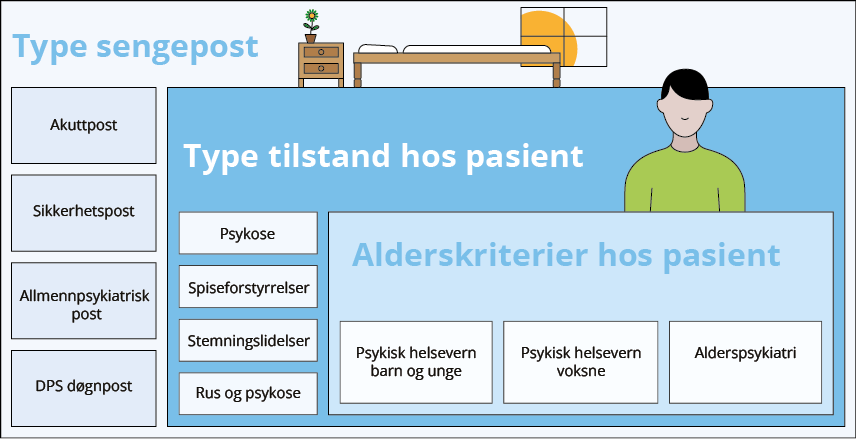 Type sengepost
Akuttpost
Sikkerhetspost
Allmennpsykiatrisk
post
DPS døgnpost
Type tilstand hos pasient
Psykose
Spiseforstyrrelser
Stemningslidelser
Rus og psykose
Alderskriterier hos pasient
Psykisk helsevern
barn og unge
Psykisk helsevern
voksne
Alderspsykiatri